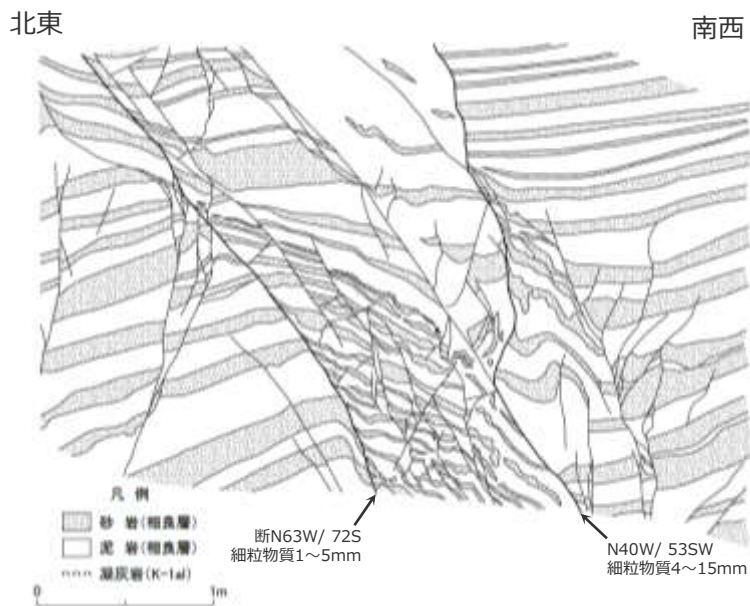 北東
南西
凡 例
砂 岩(相良層)
泥 岩(相良層)
凝灰岩(K-1al)
0 1m
断N63W/ 72S
細粒物質1～5mm
N40W/ 53SW
細粒物質4～15mm